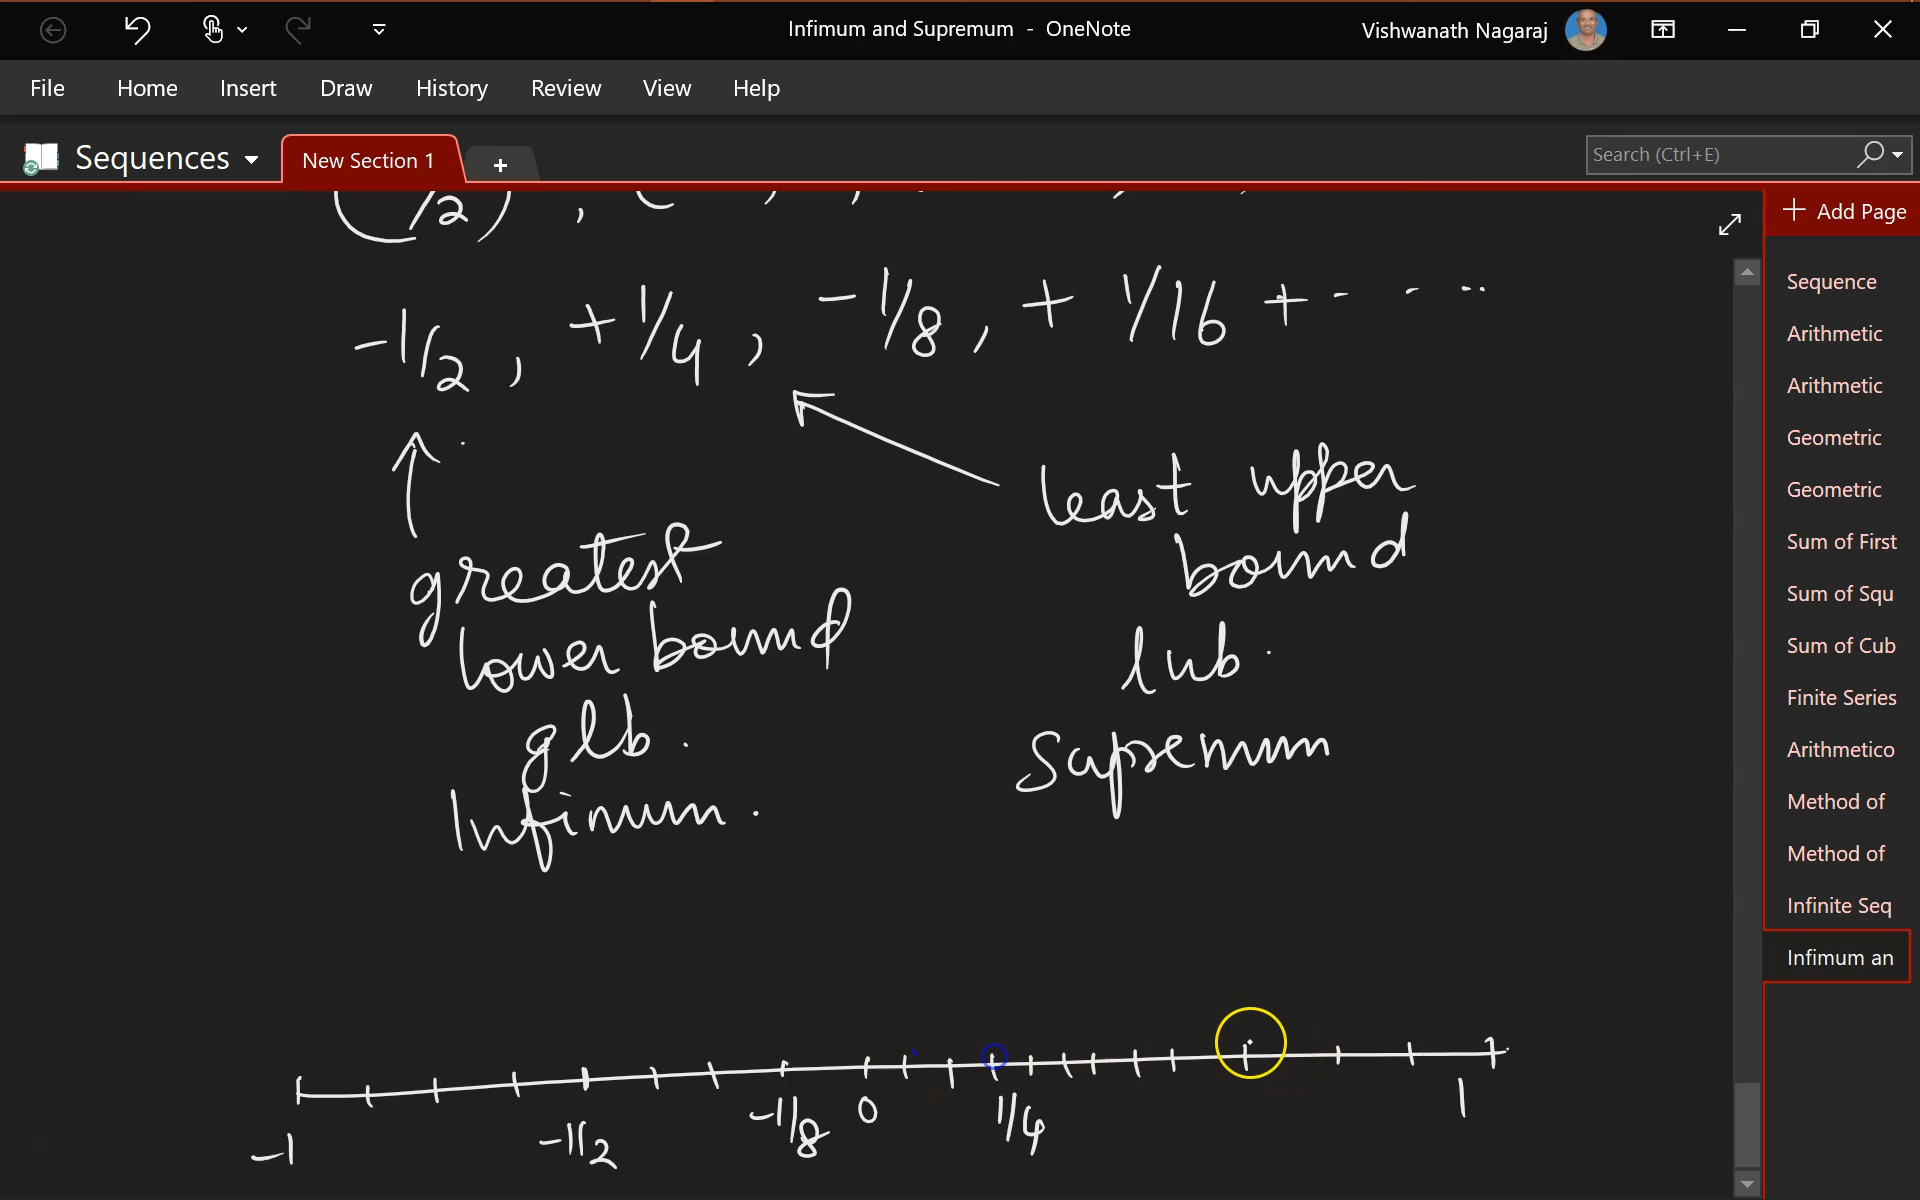 Infimum and Supremum - OneNote
Vishwanath Nagaraj
File Home Insert Draw History Review View Help
Sequences
New Section 1
+
Search (Ctrl+E)
Add Page
Sequence
Arithmetic
Arithmetic
Geometric
Geometric
Sum of First
Sum of Squ
Sum of Cub
Finite Series
Arithmetico
Method of
Method of
Infinite Seq
Infimum an
-1/2 , +1/4 , -1/8 , + 1/16 + - - ..
greatest
lower bound
glb.
Infimum.
least upper
bound
lub.
Supremum
-1 -1/2 -1/8 0 1/4 1